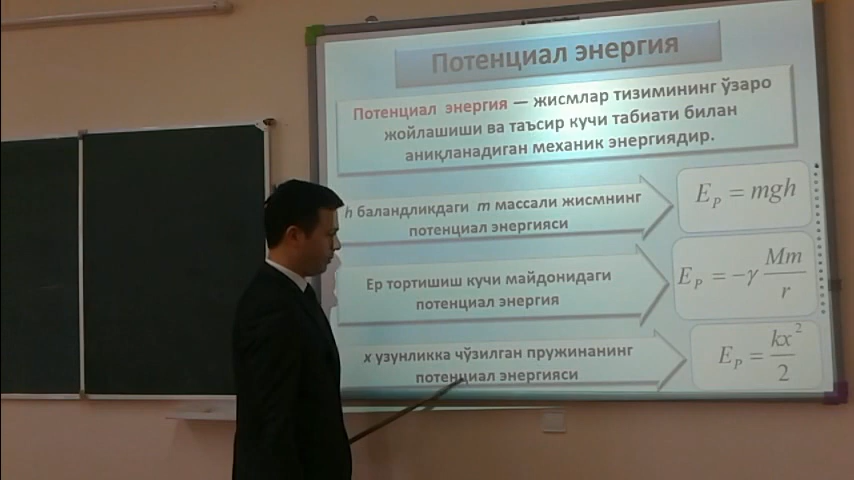 Потенциал энергия
Потенциал энергия — жисмлар тизимининг ўзаро
жойлашиши ва таъсир кучи табиати билан
аниқланадиган механик энергиядир.
h баландликдаги m массали жисмнинг
потенциал энергияси
E_P = mgh
Ер тортишиш кучи майдонидаги
потенциал энергия
E_P = −γ Mm/r
x узунликка чўзилган пружинанинг
потенциал энергияси
E_P = kx²/2